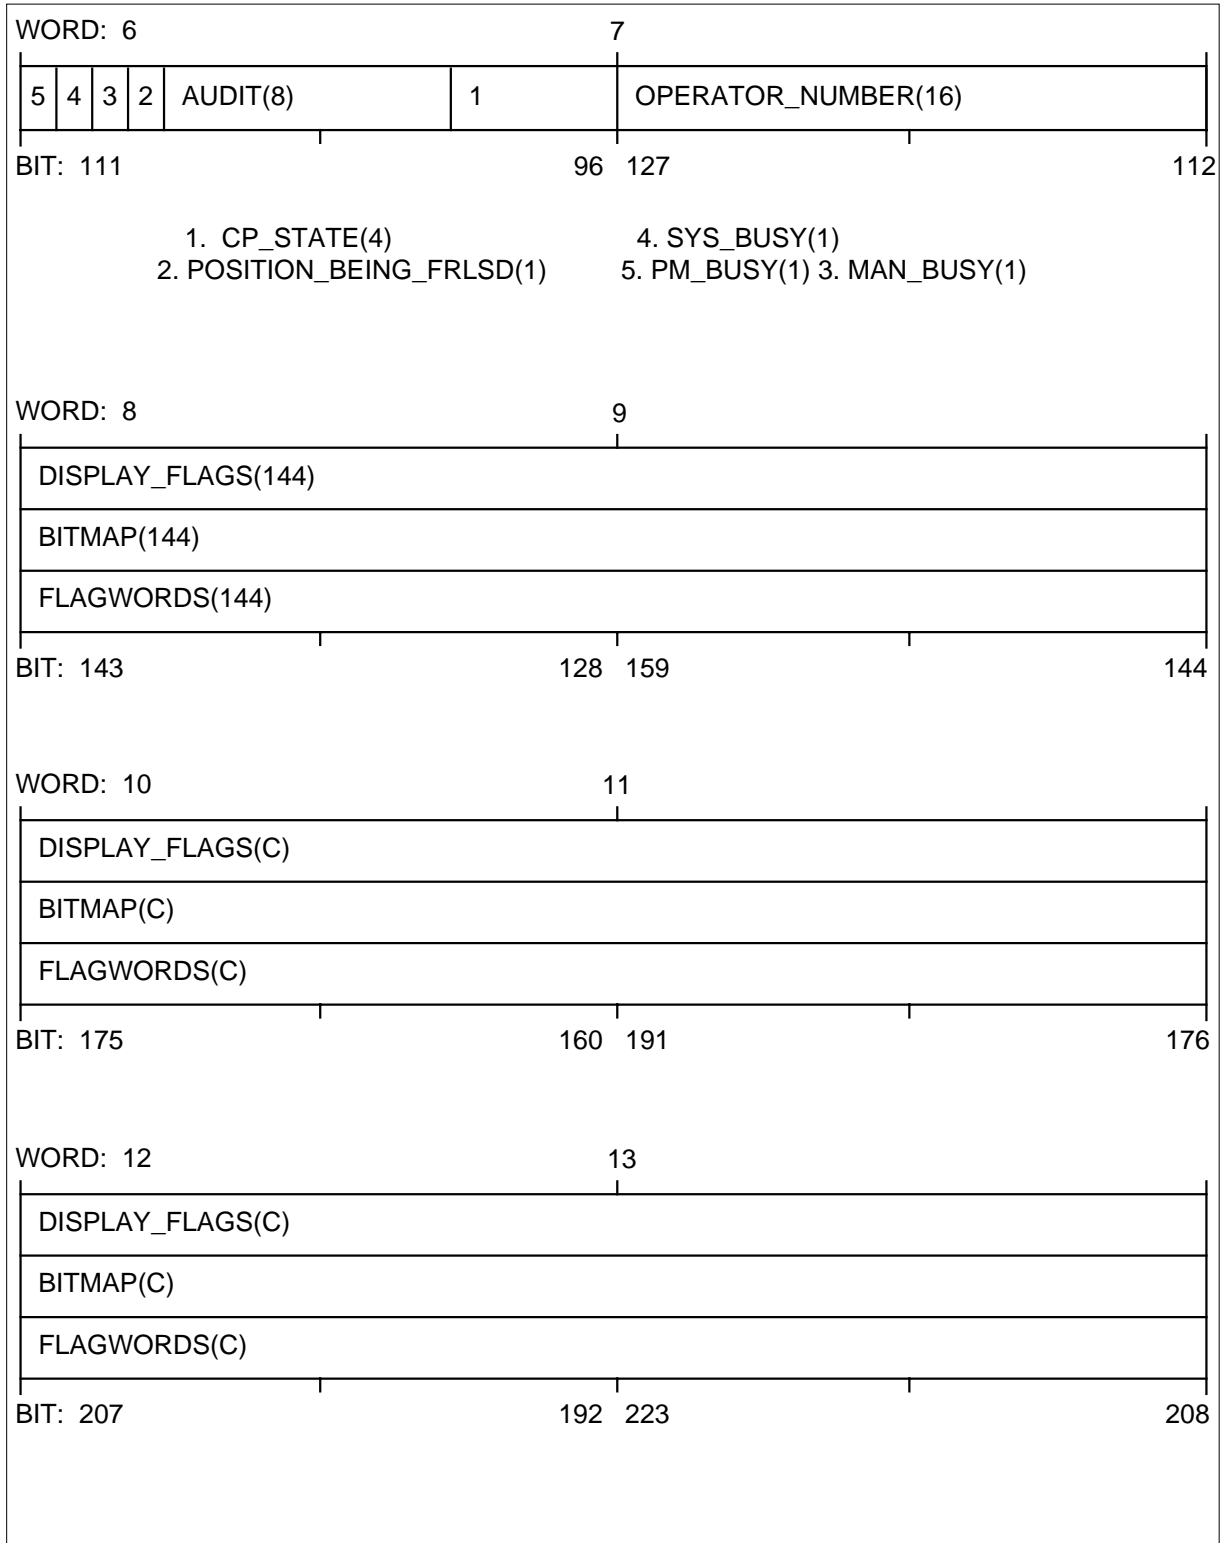 WORD: 6 7
5 4 3 2 AUDIT(8) 1 OPERATOR_NUMBER(16)
BIT: 111 96 127 112
1. CP_STATE(4) 4. SYS_BUSY(1)
2. POSITION_BEING_FRLSD(1) 5. PM_BUSY(1) 3. MAN_BUSY(1)
WORD: 8 9
DISPLAY_FLAGS(144)
BITMAP(144)
FLAGWORDS(144)
BIT: 143 128 159 144
WORD: 10 11
DISPLAY_FLAGS(C)
BITMAP(C)
FLAGWORDS(C)
BIT: 175 160 191 176
WORD: 12 13
DISPLAY_FLAGS(C)
BITMAP(C)
FLAGWORDS(C)
BIT: 207 192 223 208